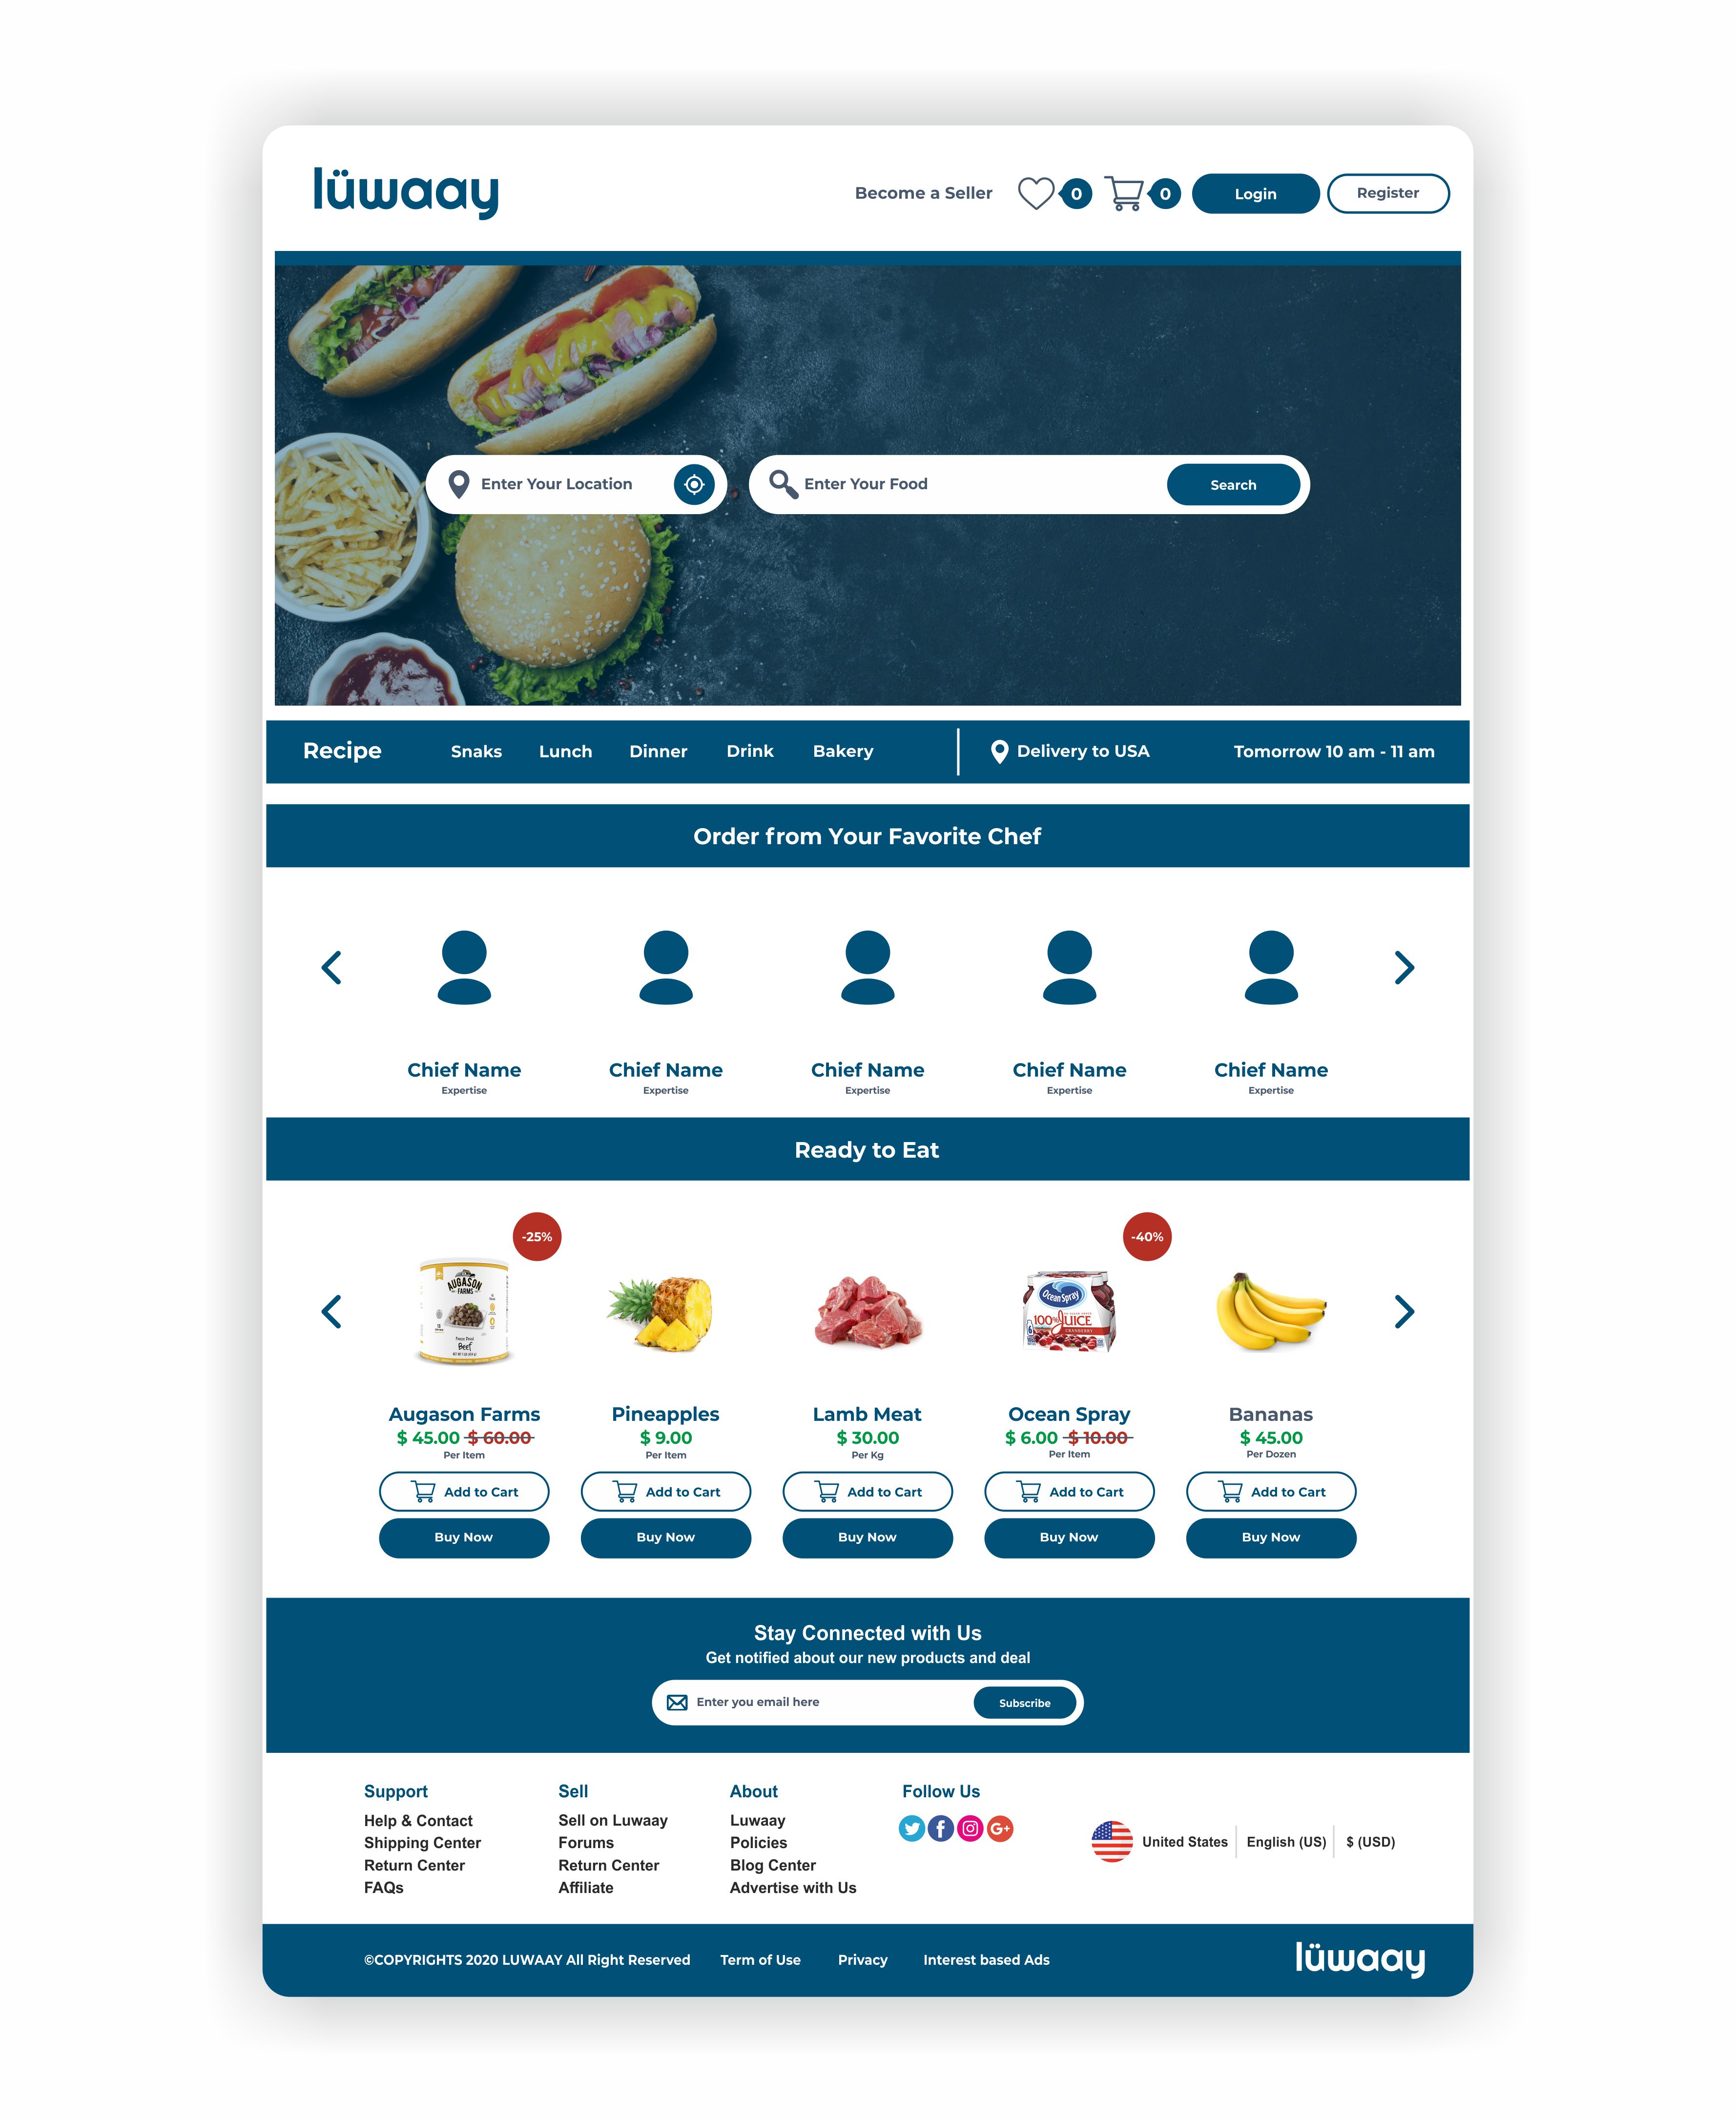 lüwaay
Become a Seller 0 0 Login Register
Enter Your Location Enter Your Food Search
Recipe Snaks Lunch Dinner Drink Bakery Delivery to USA Tomorrow 10 am - 11 am
Order from Your Favorite Chef
Chief Name Chief Name Chief Name Chief Name Chief Name
Expertise Expertise Expertise Expertise Expertise
Ready to Eat
-25% -40%
AUGASON
FARMS
Freeze Dried
Beef
Ocean Spray
100% JUICE
CRANBERRY
Augason Farms Pineapples Lamb Meat Ocean Spray Bananas
$ 45.00 $ 60.00 $ 9.00 $ 30.00 $ 6.00 $ 10.00 $ 45.00
Per Item Per Item Per Kg Per Item Per Dozen
Add to Cart Add to Cart Add to Cart Add to Cart Add to Cart
Buy Now Buy Now Buy Now Buy Now Buy Now
Stay Connected with Us
Get notified about our new products and deal
Enter you email here Subscribe
Support Sell About Follow Us
Help & Contact Sell on Luwaay Luwaay
Shipping Center Forums Policies United States English (US) $ (USD)
Return Center Return Center Blog Center
FAQs Affiliate Advertise with Us
©COPYRIGHTS 2020 LUWAAY All Right Reserved Term of Use Privacy Interest based Ads lüwaay